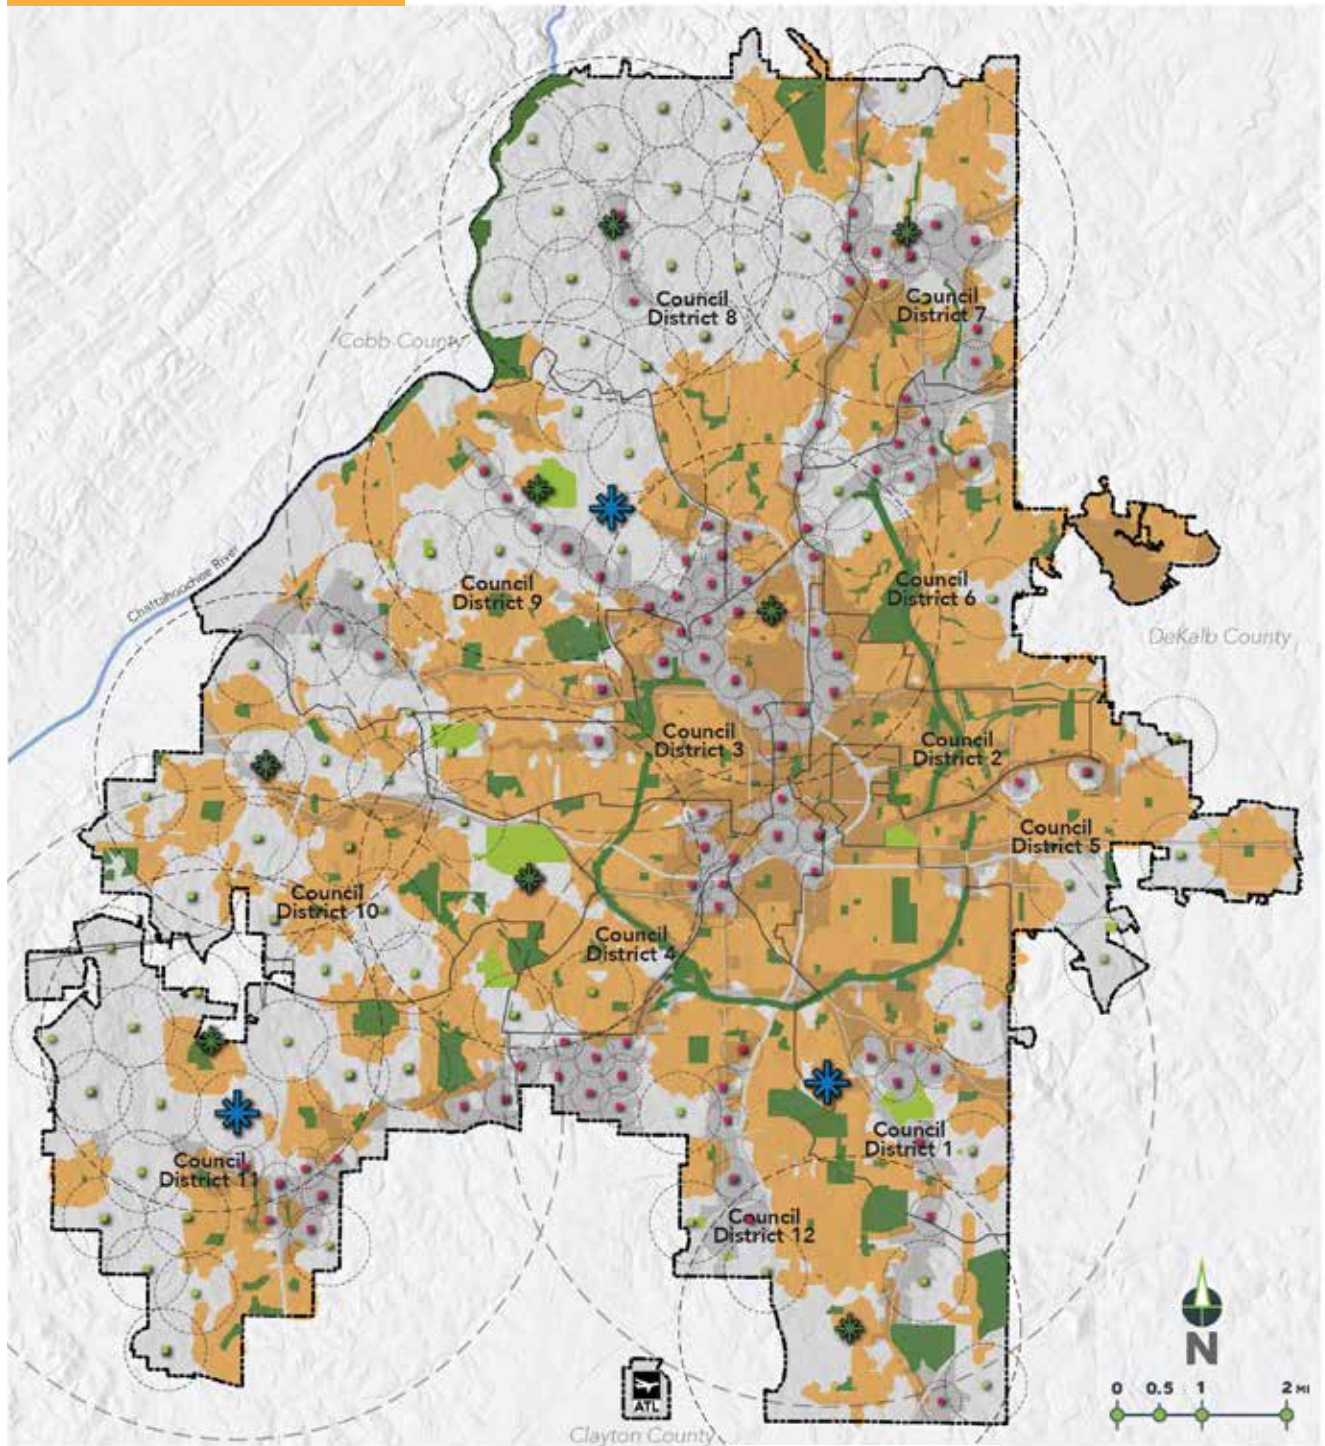 Council
District 8
Council
District 7
Cobb County
Chattahoochee River
Council
District 9
Council
District 6
DeKalb County
Council
District 3
Council
District 2
Council
District 5
Council
District 10
Council
District 4
Council
District 1
Council
District 11
Council
District 12
N
0 0.5 1 2 MI
ATL
Clayton County